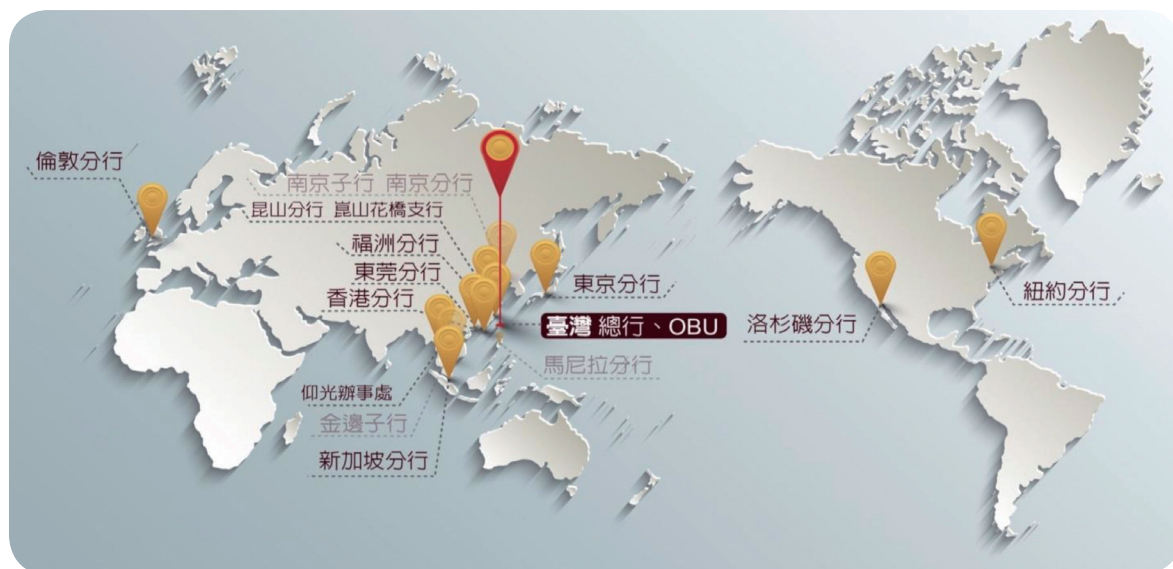 倫敦分行
南京子行 南京分行
昆山分行 崑山花橋支行
福洲分行
東莞分行
香港分行
東京分行
臺灣 總行、OBU
馬尼拉分行
仰光辦事處
金邊子行
新加坡分行
洛杉磯分行
紐約分行